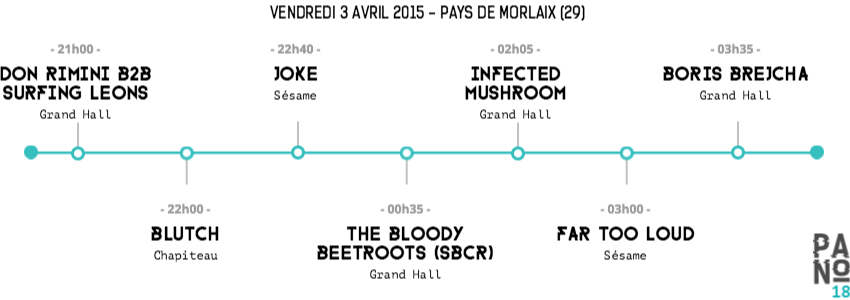 VENDREDI 3 AVRIL 2015 – PAYS DE MORLAIX (29)
- 21h00 -
DON RIMINI B2B
SURFING LEONS
Grand Hall
- 22h00 -
BLUTCH
Chapiteau
- 22h40 -
JOKE
Sésame
- 00h35 -
THE BLOODY
BEETROOTS (SBCR)
Grand Hall
- 02h05 -
INFECTED
MUSHROOM
Grand Hall
- 03h00 -
FAR TOO LOUD
Sésame
- 03h35 -
BORIS BREJCHA
Grand Hall
PA
Nº
18